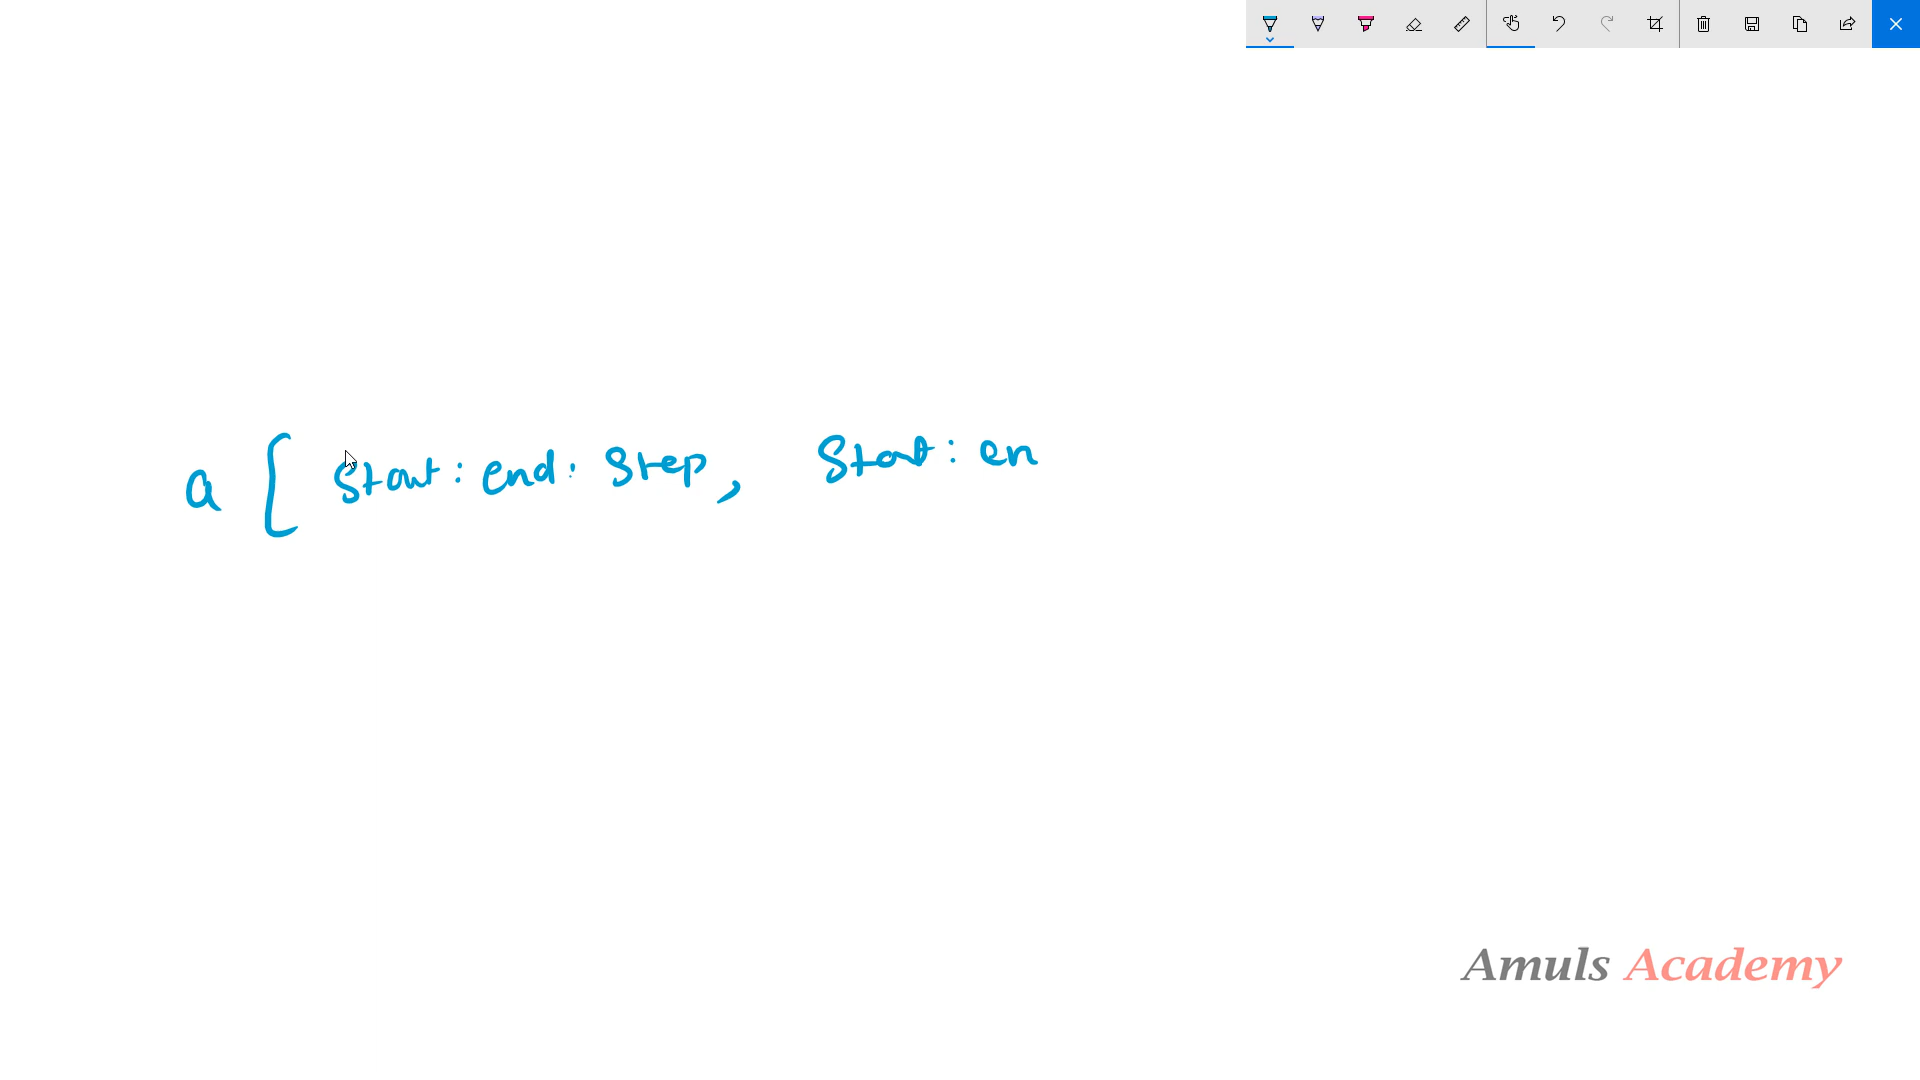 a [ Start : end : Step , Start : en
Amuls Academy